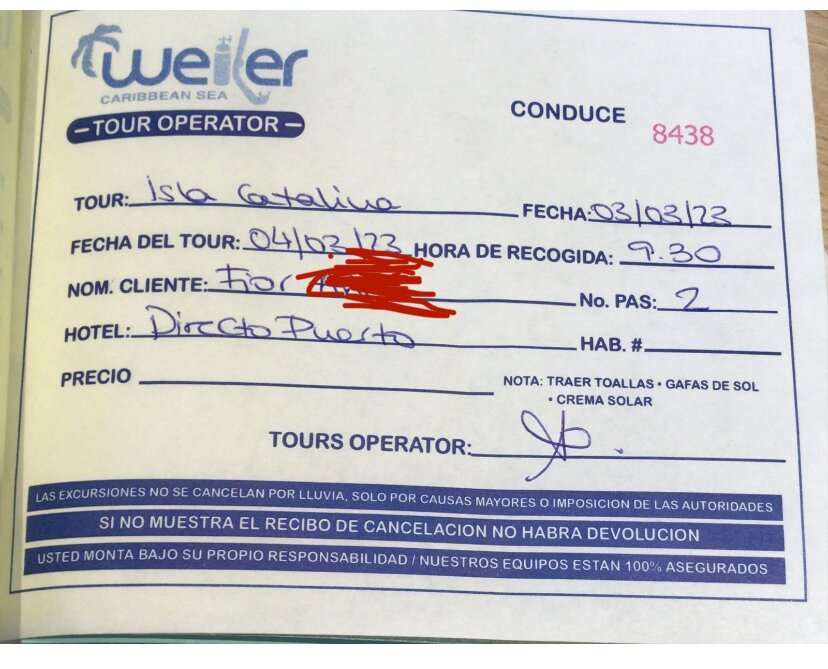 weiler
CARIBBEAN SEA
TOUR OPERATOR
CONDUCE
8438
TOUR: Isla Catalina FECHA: 03/03/23
FECHA DEL TOUR: 04/03/23 HORA DE RECOGIDA: 9.30
NOM. CLIENTE: No. PAS: 2
HOTEL: Directo Puerto HAB. #
PRECIO NOTA: TRAER TOALLAS • GAFAS DE SOL
• CREMA SOLAR
TOURS OPERATOR:
LAS EXCURSIONES NO SE CANCELAN POR LLUVIA, SOLO POR CAUSAS MAYORES O IMPOSICION DE LAS AUTORIDADES
SI NO MUESTRA EL RECIBO DE CANCELACION NO HABRA DEVOLUCION
USTED MONTA BAJO SU PROPIO RESPONSABILIDAD / NUESTROS EQUIPOS ESTAN 100% ASEGURADOS